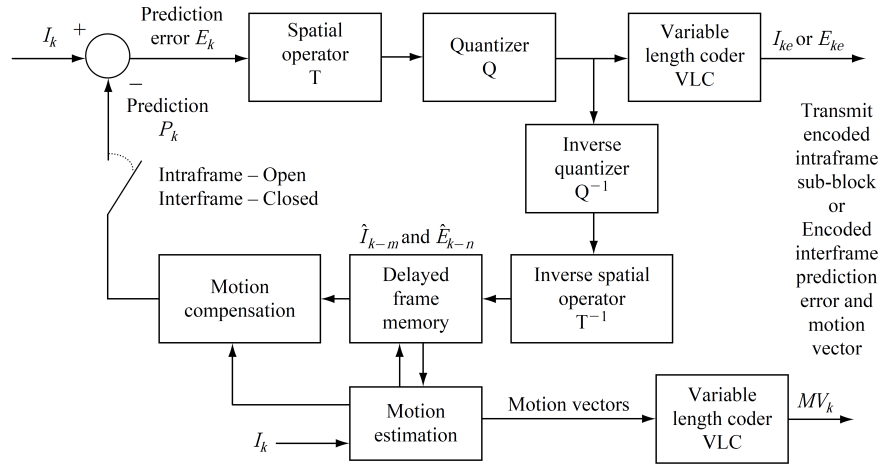 I_k
+
Prediction
error E_k
Spatial
operator
T
Quantizer
Q
Variable
length coder
VLC
I_ke or E_ke
−
Prediction
P_k
Inverse
quantizer
Q⁻¹
Transmit
encoded
intraframe
sub-block
or
Encoded
interframe
prediction
error and
motion
vector
Intraframe – Open
Interframe – Closed
Î_k−m and Ê_k−n
Motion
compensation
Delayed
frame
memory
Inverse spatial
operator
T⁻¹
I_k
Motion
estimation
Motion vectors
Variable
length coder
VLC
MV_k